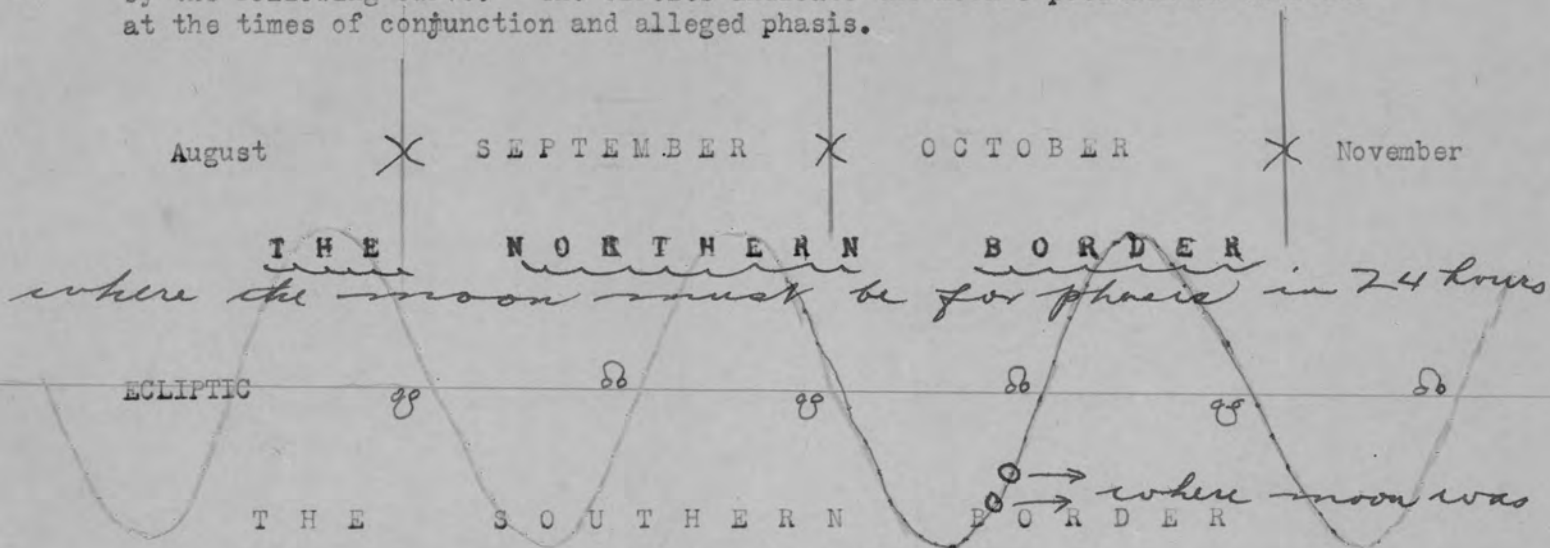 at the times of conjunction and alleged phasis.
August SEPTEMBER OCTOBER November
THE NORTHERN BORDER
where the moon must be for phasis in 24 hours
ECLIPTIC ☋ ☊ ☋ ☊ ☋ ☊
where moon was
THE SOUTHERN BORDER